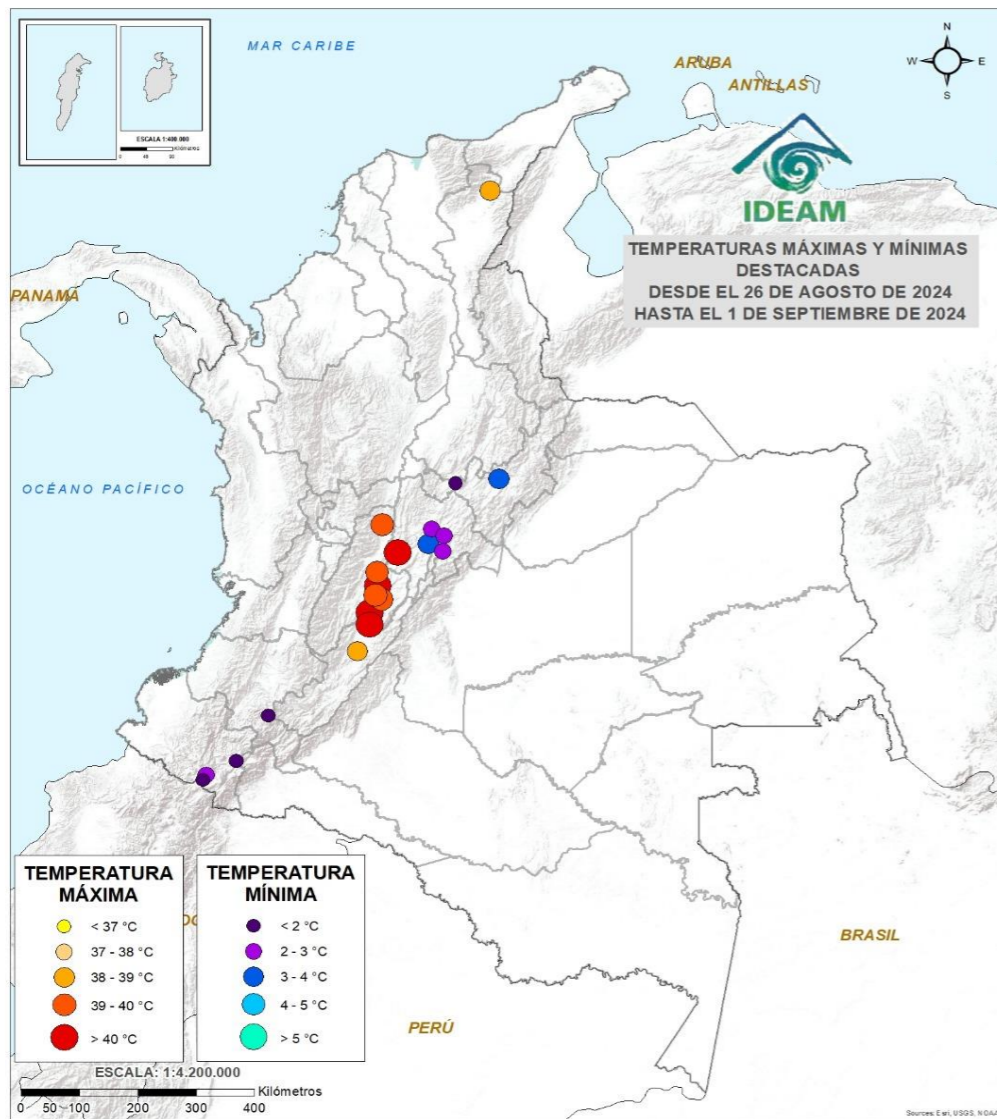 MAR CARIBE
N
W
E
S
ARUBA
ANTILLAS
ESCALA 1:400.000
Kilómetros
IDEAM
TEMPERATURAS MÁXIMAS Y MÍNIMAS
DESTACADAS
DESDE EL 26 DE AGOSTO DE 2024
HASTA EL 1 DE SEPTIEMBRE DE 2024
PANAMA
OCÉANO PACÍFICO
BRASIL
PERÚ
TEMPERATURA
MÁXIMA
< 37 °C
37 - 38 °C
38 - 39 °C
39 - 40 °C
> 40 °C
TEMPERATURA
MÍNIMA
< 2 °C
2 - 3 °C
3 - 4 °C
4 - 5 °C
> 5 °C
ESCALA: 1:4.200.000
Kilómetros
0 50 100 200 300 400
Sources: Esri, USGS, NOAA